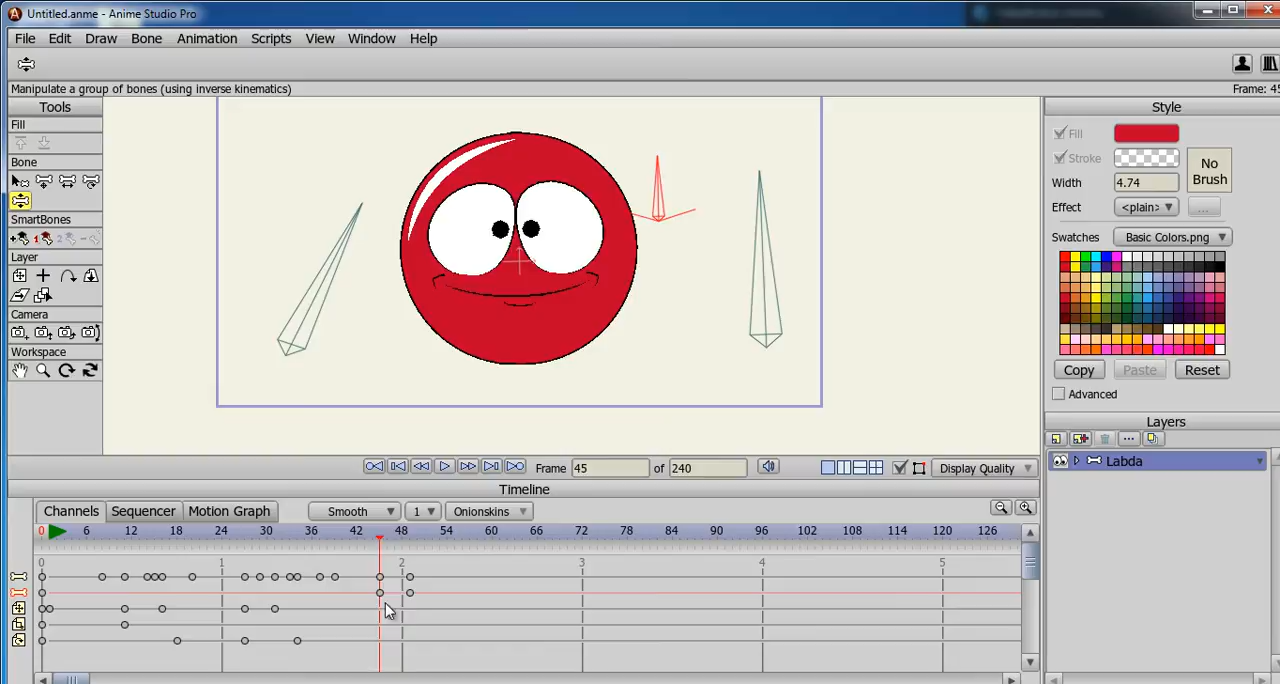 Untitled.anme - Anime Studio Pro
File Edit Draw Bone Animation Scripts View Window Help
Manipulate a group of bones (using inverse kinematics) Frame: 45
Tools
Fill
Bone
SmartBones
Layer
Camera
Workspace
Style
Fill
Stroke
No Brush
Width 4.74
Effect <plain> ...
Swatches Basic Colors.png
Copy Paste Reset
Advanced
Layers
Labda
Frame 45 of 240 Display Quality
Timeline
Channels Sequencer Motion Graph Smooth 1 Onionskins
0 6 12 18 24 30 36 42 48 54 60 66 72 78 84 90 96 102 108 114 120 126
0 1 2 3 4 5